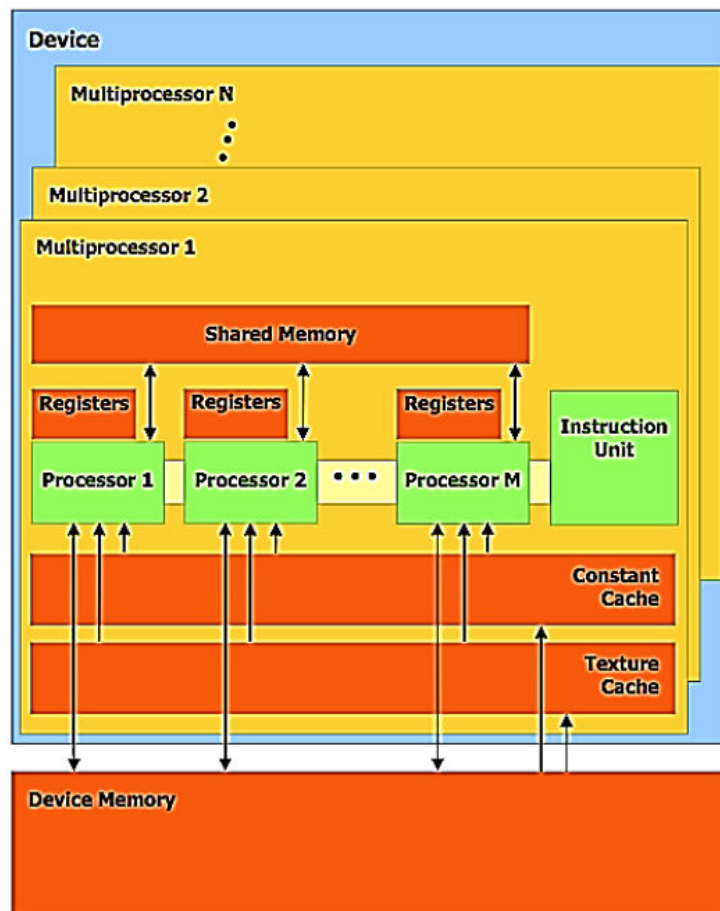 Device
Multiprocessor N
Multiprocessor 2
Multiprocessor 1
Shared Memory
Registers
Registers
Registers
Instruction
Unit
Processor 1
Processor 2
Processor M
Constant
Cache
Texture
Cache
Device Memory